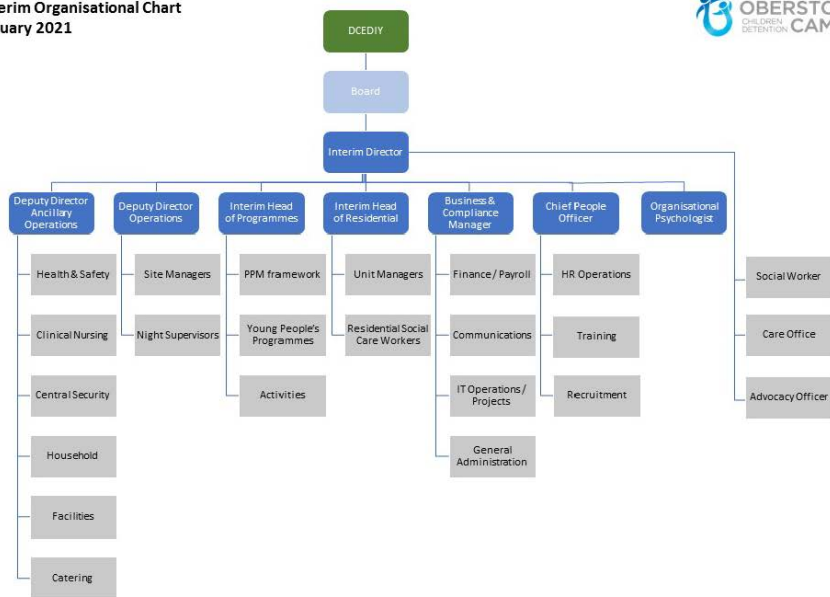 erim Organisational Chart
uary 2021
OBERSTO
CHILDREN
DETENTION CAM
DCEDIY
Board
Interim Director
Deputy Director
Ancillary
Operations
Deputy Director
Operations
Interim Head
of Programmes
Interim Head
of Residential
Business &
Compliance
Manager
Chief People
Officer
Organisational
Psychologist
Health & Safety
Clinical Nursing
Central Security
Household
Facilities
Catering
Site Managers
Night Supervisors
PPM framework
Young People's
Programmes
Activities
Unit Managers
Residential Social
Care Workers
Finance / Payroll
Communications
IT Operations /
Projects
General
Administration
HR Operations
Training
Recruitment
Social Worker
Care Office
Advocacy Officer